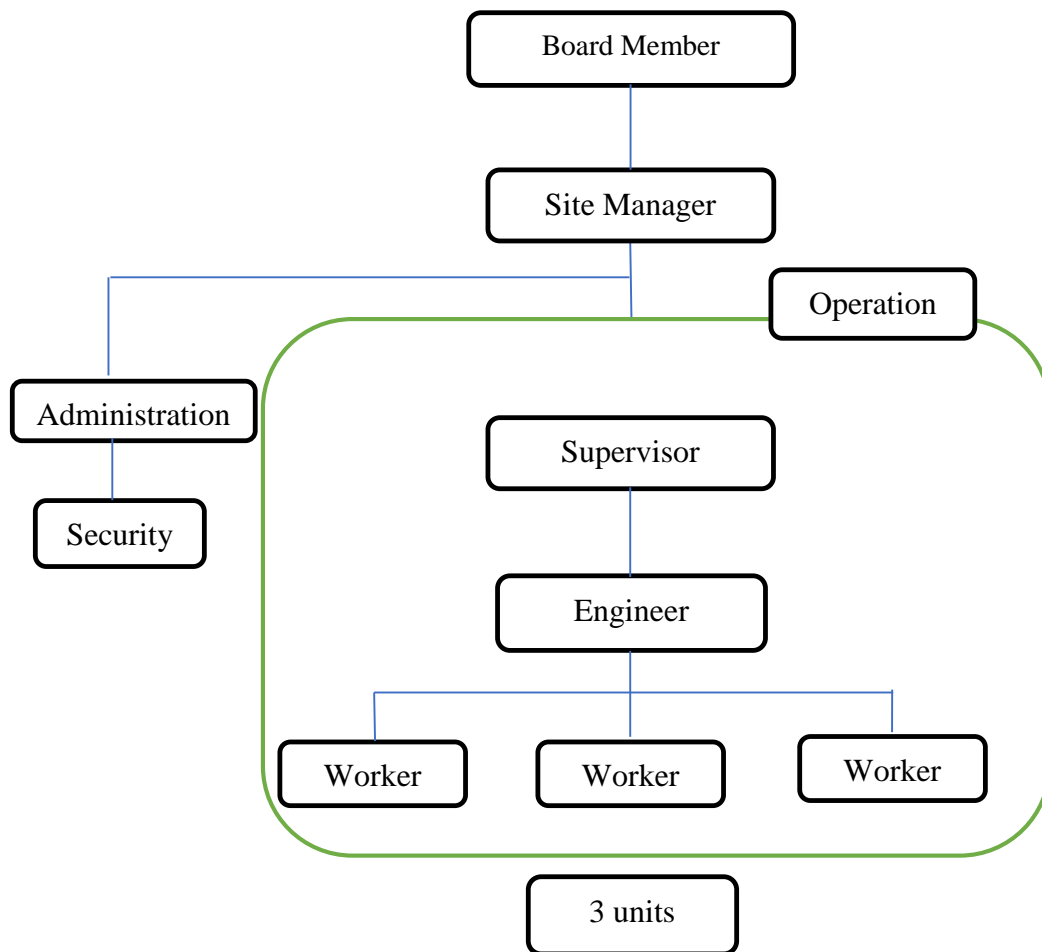 Board Member
Site Manager
Operation
Administration
Supervisor
Security
Engineer
Worker
Worker
Worker
3 units